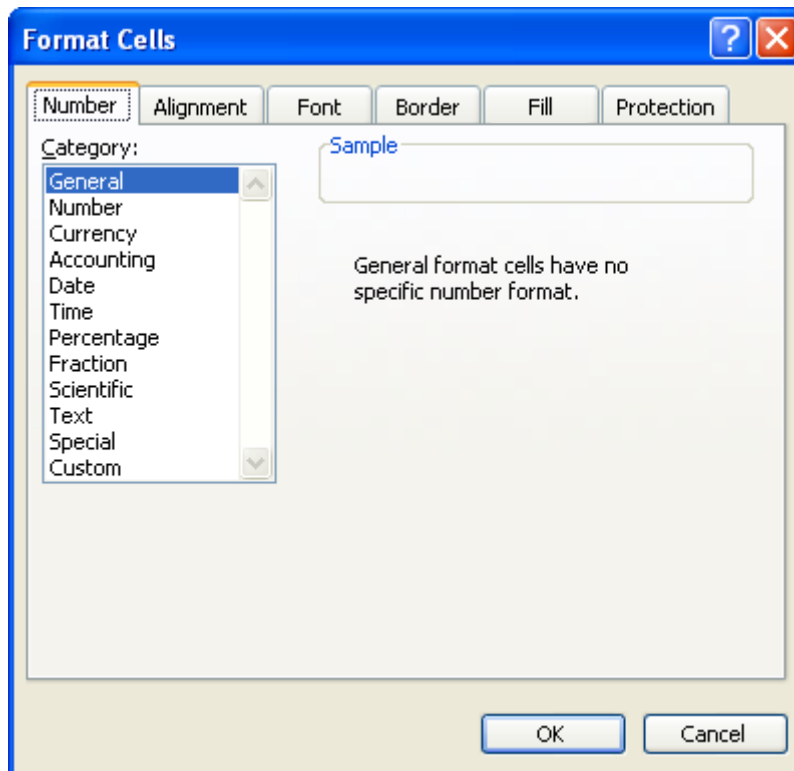 Format Cells
?
Number Alignment Font Border Fill Protection
Category:
Sample
General
Number
Currency
Accounting
Date
Time
Percentage
Fraction
Scientific
Text
Special
Custom
General format cells have no
specific number format.
OK Cancel